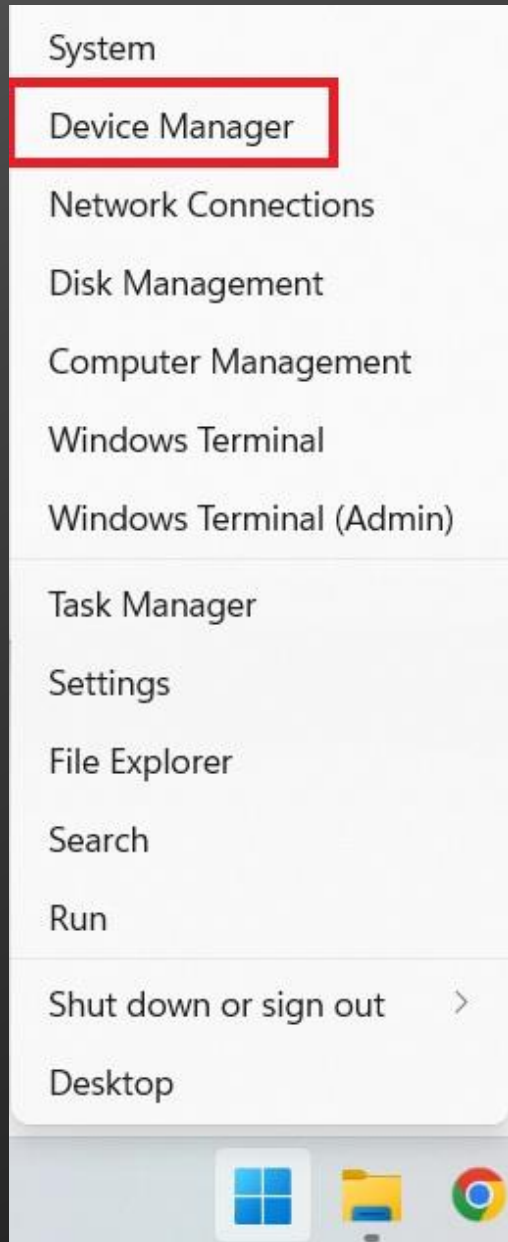 System
Device Manager
Network Connections
Disk Management
Computer Management
Windows Terminal
Windows Terminal (Admin)
Task Manager
Settings
File Explorer
Search
Run
Shut down or sign out
Desktop